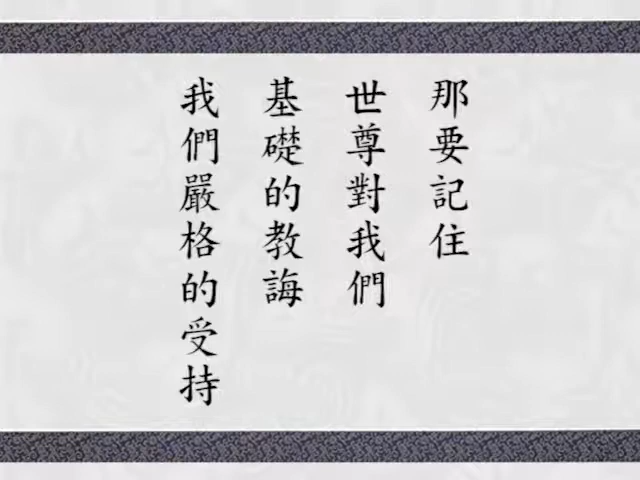 那要記住
世尊對我們
基礎的教誨
我們嚴格的受持